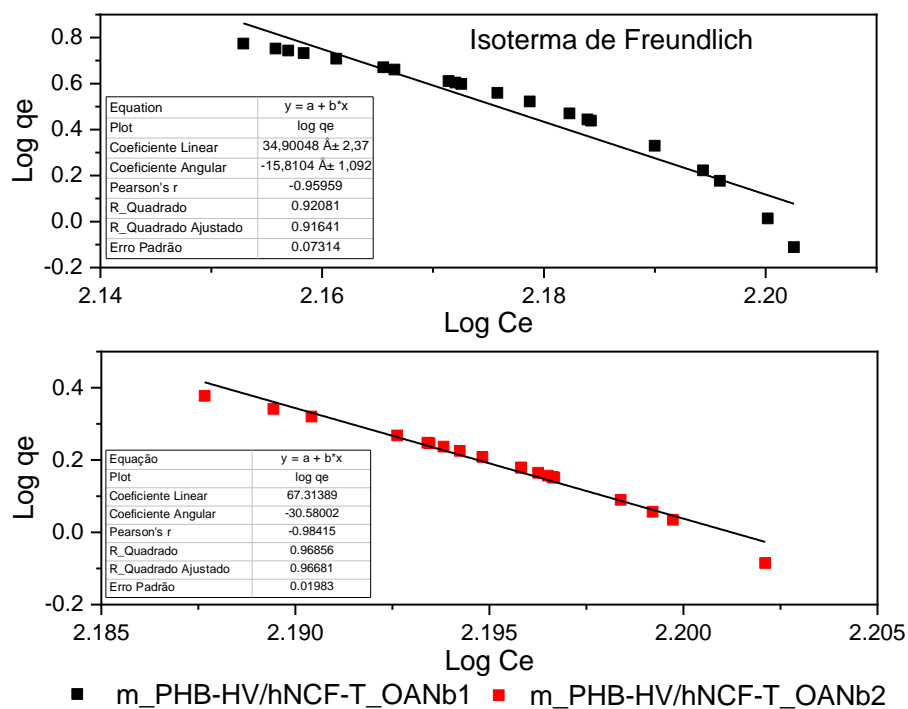 Isoterma de Freundlich
0.8
0.6
0.4
0.2
0.0
-0.2
Log qe
Equation y = a + b*x
Plot log qe
Coeficiente Linear 34,90048 Â± 2,37
Coeficiente Angular -15,8104 Â± 1,092
Pearson's r -0.95959
R_Quadrado 0.92081
R_Quadrado Ajustado 0.91641
Erro Padrão 0.07314
2.14 2.16 2.18 2.20
Log Ce
0.4
0.2
0.0
-0.2
Log qe
Equação y = a + b*x
Plot log qe
Coeficiente Linear 67.31389
Coeficiente Angular -30.58002
Pearson's r -0.98415
R_Quadrado 0.96856
R_Quadrado Ajustado 0.96681
Erro Padrão 0.01983
2.185 2.190 2.195 2.200 2.205
Log Ce
m_PHB-HV/hNCF-T_OANb1 m_PHB-HV/hNCF-T_OANb2